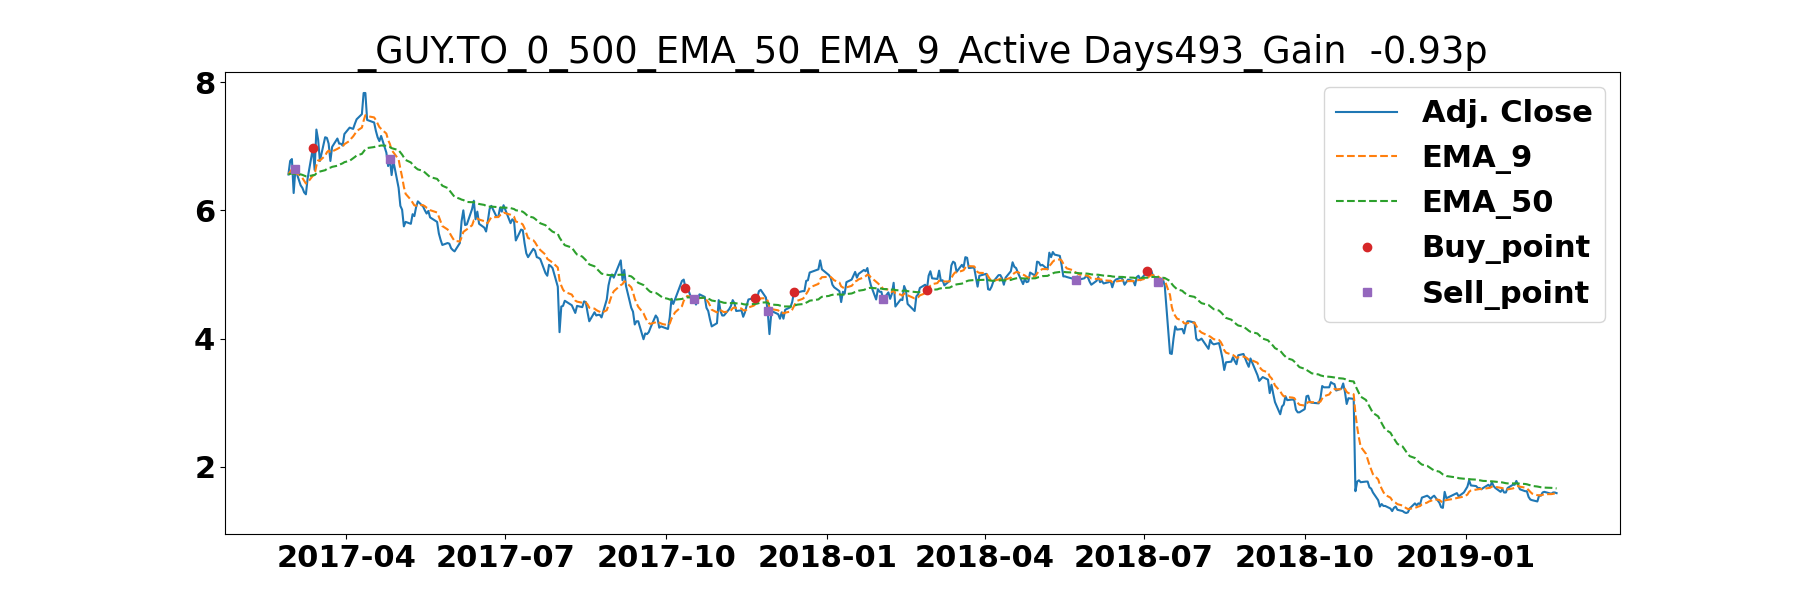 _GUY.TO_0_500_EMA_50_EMA_9_Active Days493_Gain  -0.93p
8
6
4
2
Adj. Close
EMA_9
EMA_50
Buy_point
Sell_point
2017-04 2017-07 2017-10 2018-01 2018-04 2018-07 2018-10 2019-01